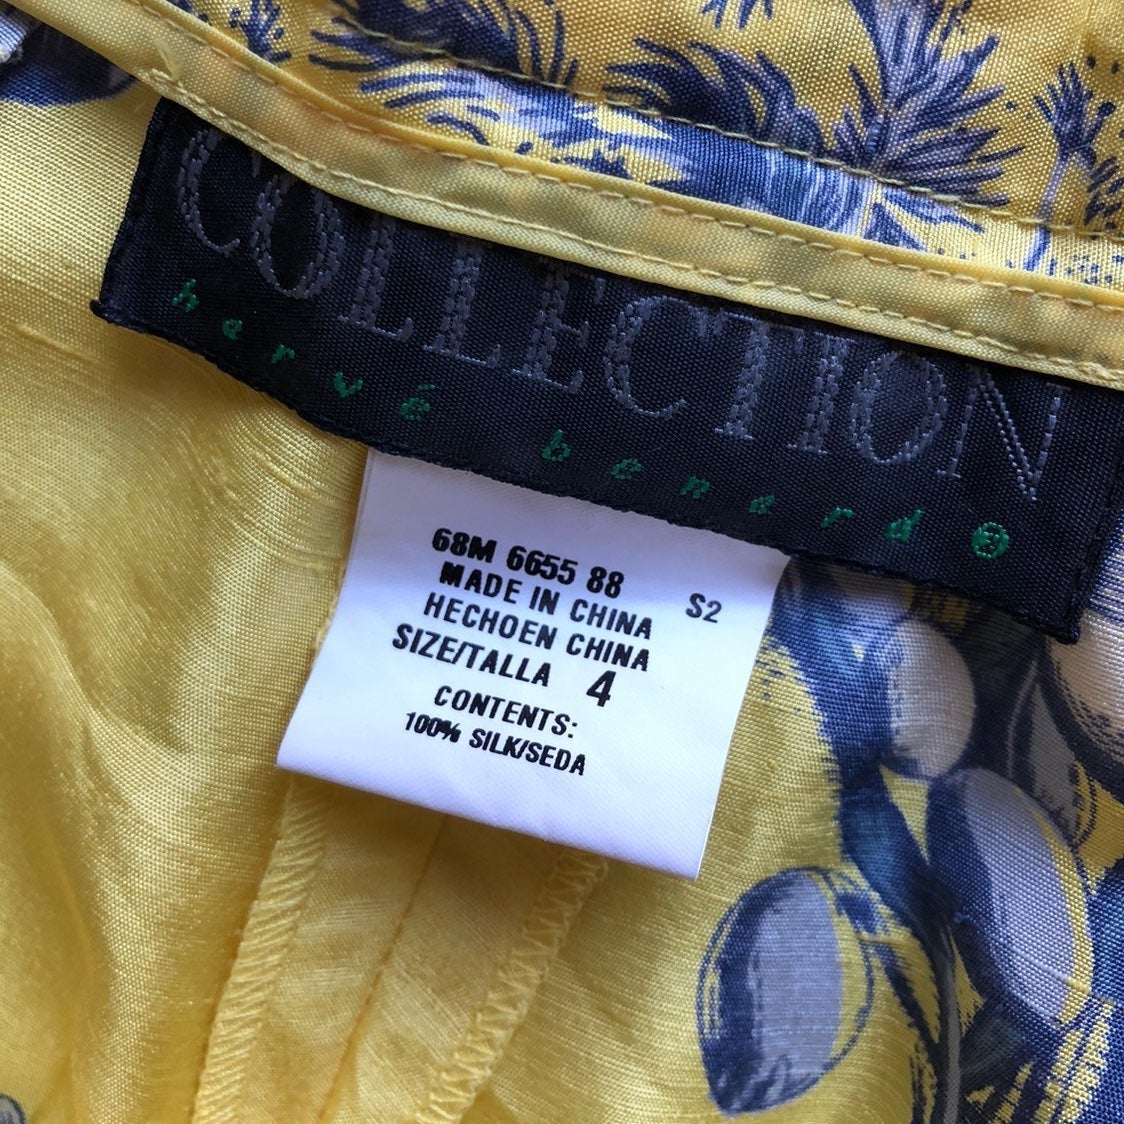 COLLECTION
hervé benard®
68M 6655 88
S2
MADE IN CHINA
HECHOEN CHINA
SIZE/TALLA 4
CONTENTS:
100% SILK/SEDA